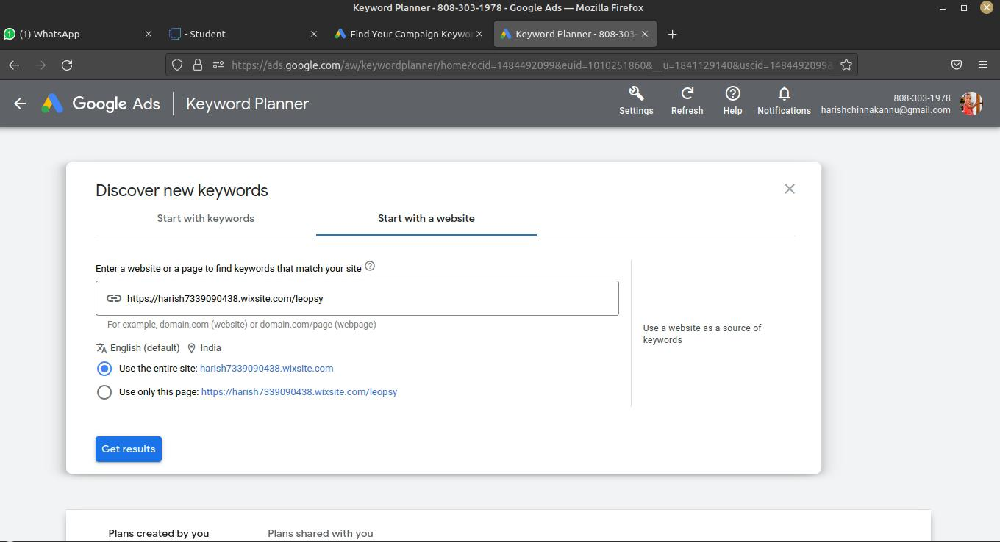 Keyword Planner - 808-303-1978 - Google Ads — Mozilla Firefox
1 (1) WhatsApp
- Student
Find Your Campaign Keywor
Keyword Planner - 808-303-
https://ads.google.com/aw/keywordplanner/home?ocid=1484492099&euid=1010251860&__u=1841129140&uscid=1484492099&
Google Ads Keyword Planner
Settings
Refresh
Help
Notifications
808-303-1978
harishchinnakannu@gmail.com
Discover new keywords
Start with keywords
Start with a website
Enter a website or a page to find keywords that match your site
https://harish7339090438.wixsite.com/leopsy
For example, domain.com (website) or domain.com/page (webpage)
English (default) India
Use the entire site: harish7339090438.wixsite.com
Use only this page: https://harish7339090438.wixsite.com/leopsy
Use a website as a source of
keywords
Get results
Plans created by you
Plans shared with you